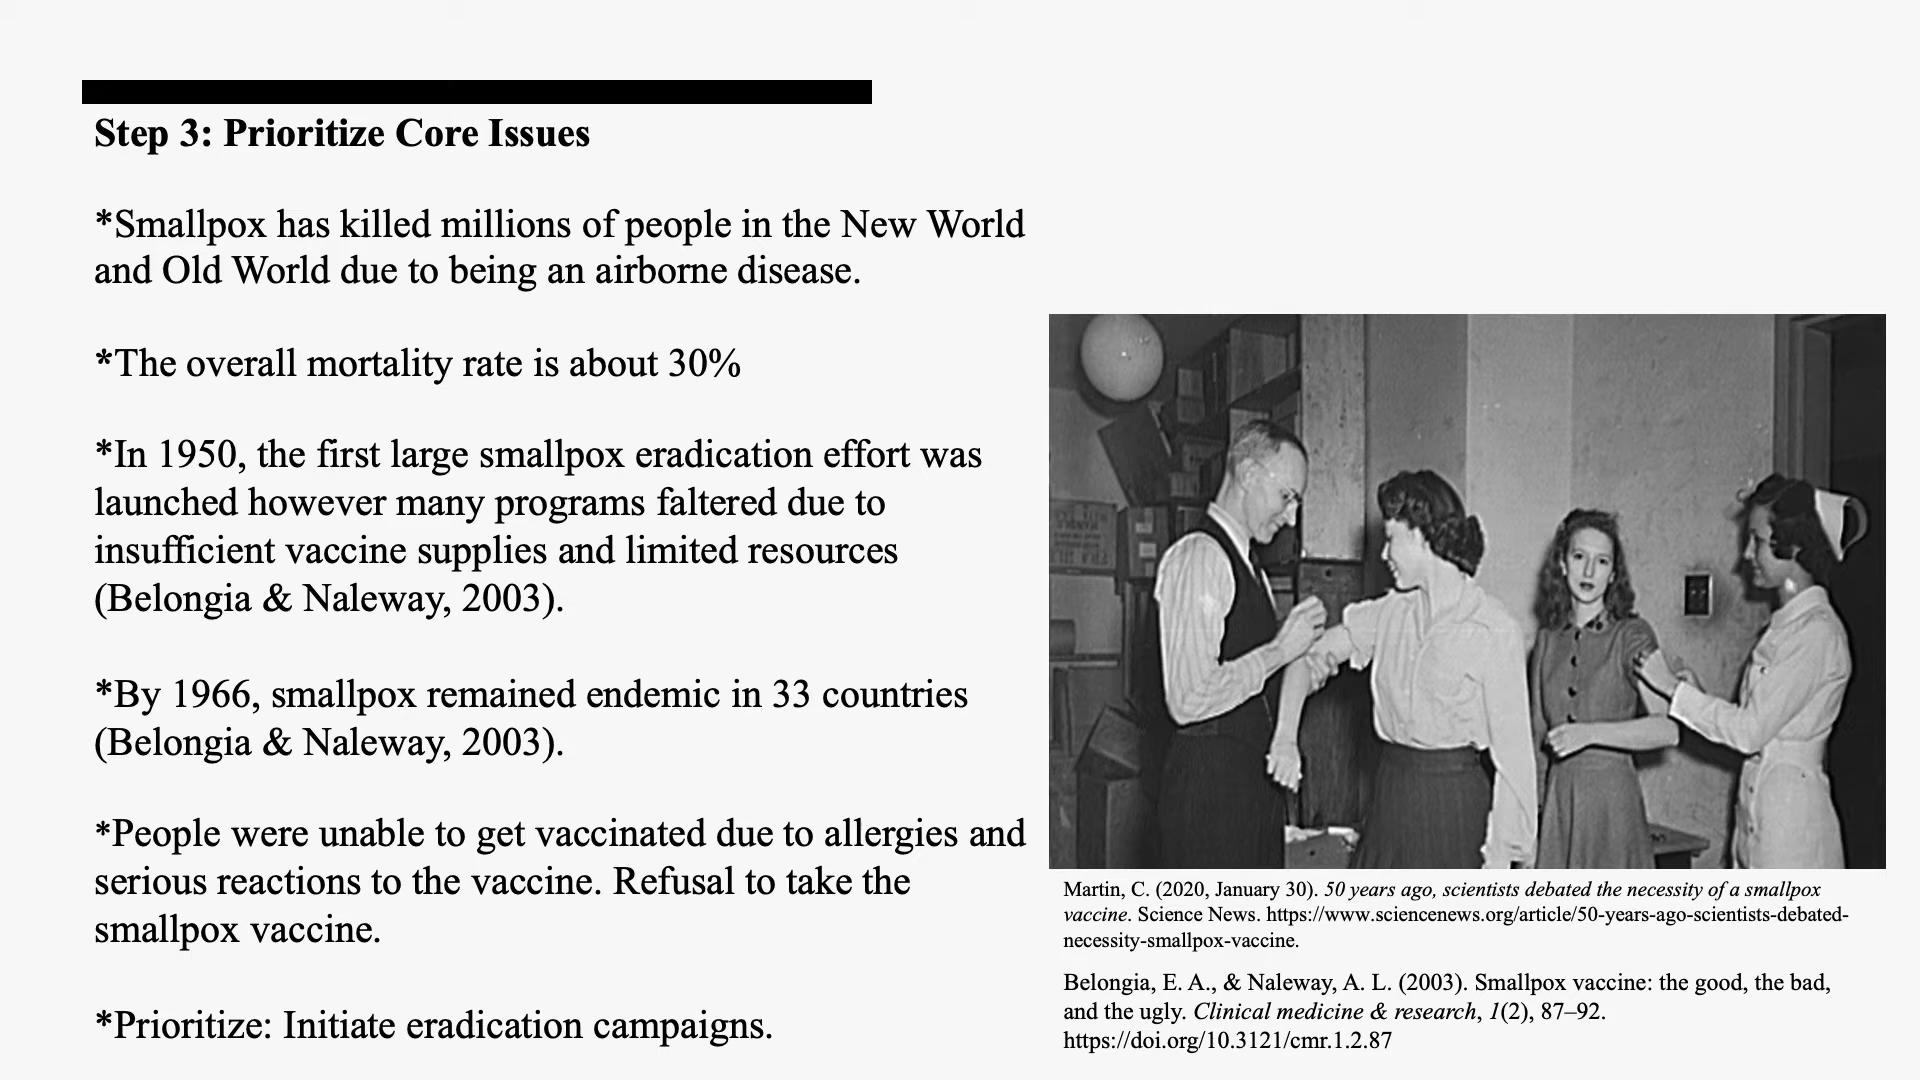 Step 3: Prioritize Core Issues
*Smallpox has killed millions of people in the New World
and Old World due to being an airborne disease.
*The overall mortality rate is about 30%
*In 1950, the first large smallpox eradication effort was
launched however many programs faltered due to
insufficient vaccine supplies and limited resources
(Belongia & Naleway, 2003).
*By 1966, smallpox remained endemic in 33 countries
(Belongia & Naleway, 2003).
*People were unable to get vaccinated due to allergies and
serious reactions to the vaccine. Refusal to take the
smallpox vaccine.
*Prioritize: Initiate eradication campaigns.
Martin, C. (2020, January 30). 50 years ago, scientists debated the necessity of a smallpox
vaccine. Science News. https://www.sciencenews.org/article/50-years-ago-scientists-debated-
necessity-smallpox-vaccine.
Belongia, E. A., & Naleway, A. L. (2003). Smallpox vaccine: the good, the bad,
and the ugly. Clinical medicine & research, 1(2), 87–92.
https://doi.org/10.3121/cmr.1.2.87